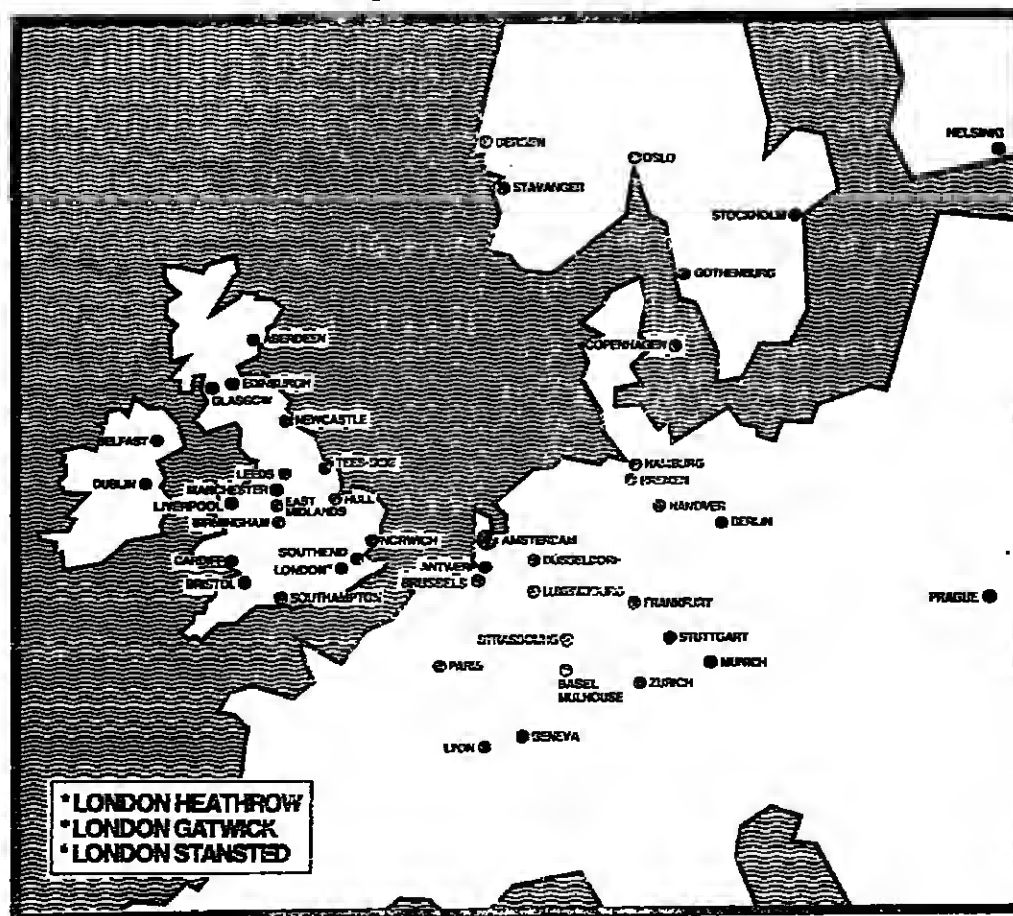 BERGEN
OSLO
HELSINKI
STAVANGER
STOCKHOLM
GOTHENBURG
ABERDEEN
COPENHAGEN
EDINBURGH
GLASGOW
NEWCASTLE
BELFAST
TEES-SIDE
HAMBURG
LEEDS
BREMEN
DUBLIN
MANCHESTER
HULL
LIVERPOOL
EAST
MIDLANDS
HANOVER
BIRMINGHAM
BERLIN
NORWICH
AMSTERDAM
SOUTHEND
CARDIFF
DÜSSELDORF
LONDON*
ANTWERP
BRISTOL
BRUSSELS
LUXEMBOURG
SOUTHAMPTON
FRANKFURT
PRAGUE
STRASBOURG
STUTTGART
PARIS
MUNICH
BASEL
MULHOUSE
ZURICH
GENEVA
LYON
*LONDON HEATHROW
*LONDON GATWICK
*LONDON STANSTED